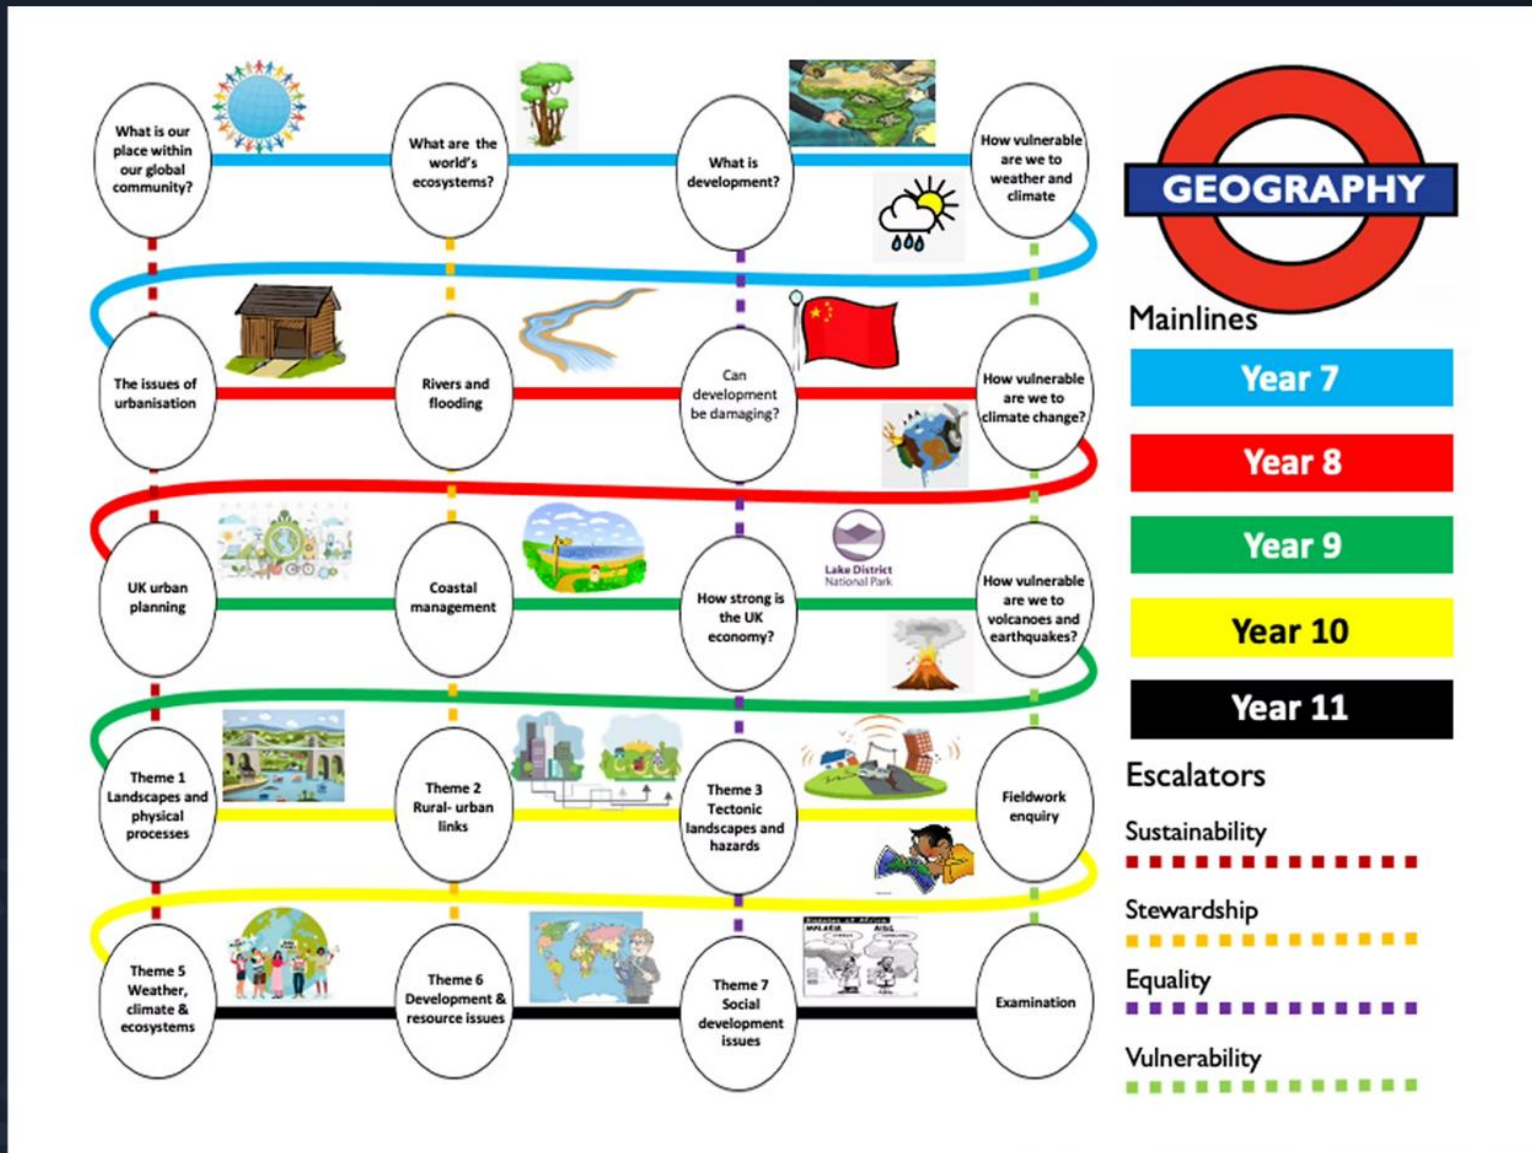 What is our
place within
our global
community?
What are the
world's
ecosystems?
What is
development?
How vulnerable
are we to
weather and
climate
GEOGRAPHY
Mainlines
The issues of
urbanisation
Rivers and
flooding
Can
development
be damaging?
How vulnerable
are we to
climate change?
Year 7
Year 8
UK urban
planning
Coastal
management
How strong is
the UK
economy?
Lake District
National Park
How vulnerable
are we to
volcanoes and
earthquakes?
Year 9
Year 10
Year 11
Theme 1
Landscapes and
physical
processes
Theme 2
Rural- urban
links
Theme 3
Tectonic
landscapes and
hazards
Fieldwork
enquiry
Escalators
Sustainability
Stewardship
Equality
Vulnerability
Theme 5
Weather,
climate &
ecosystems
Theme 6
Development &
resource issues
Theme 7
Social
development
issues
MALARIA
AIDS
Examination